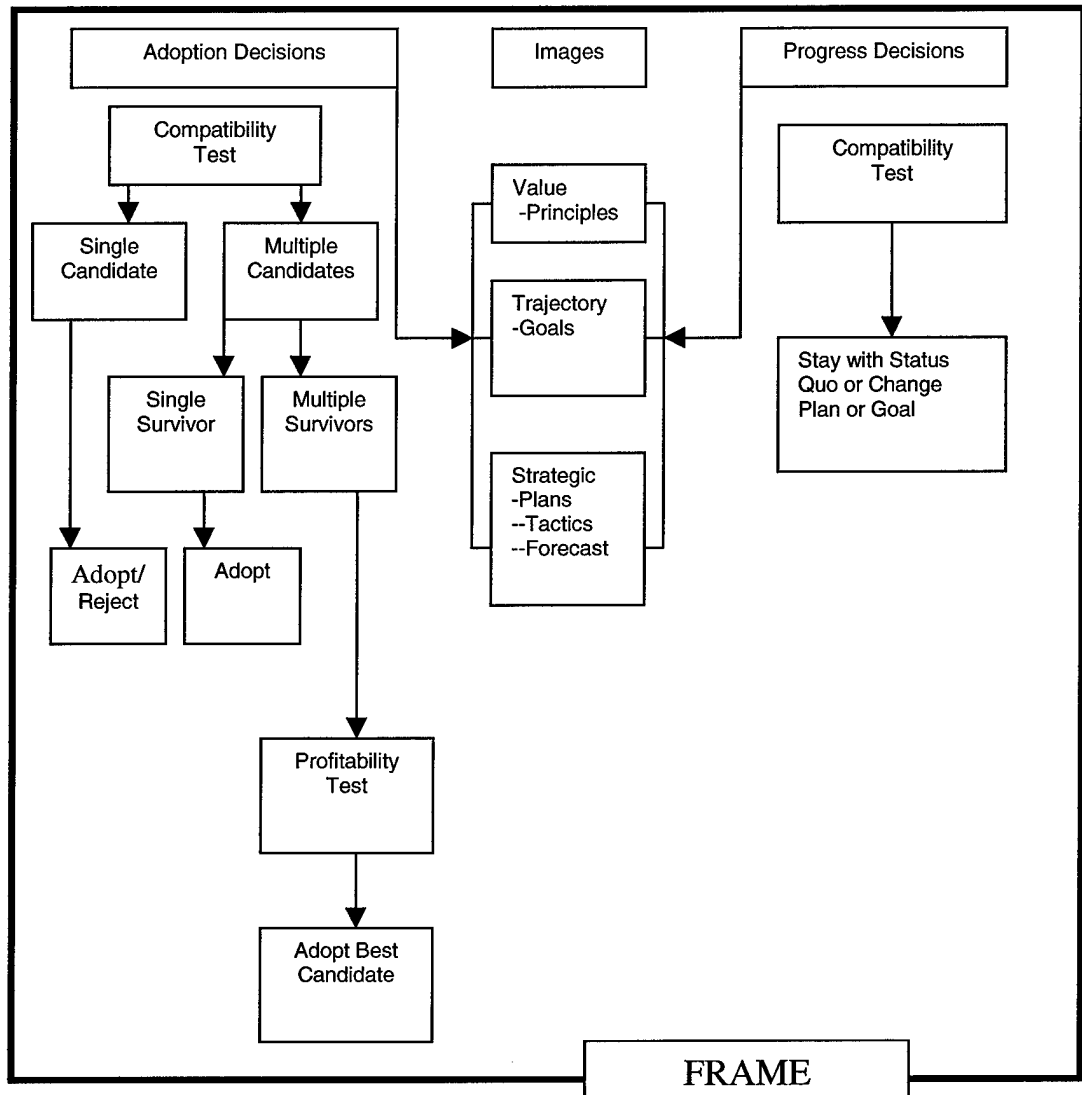 Adoption Decisions
Images
Progress Decisions
Compatibility
Test
Single
Candidate
Multiple
Candidates
Single
Survivor
Multiple
Survivors
Adopt/
Reject
Adopt
Profitability
Test
Adopt Best
Candidate
Value
-Principles
Trajectory
-Goals
Strategic
-Plans
--Tactics
--Forecast
Compatibility
Test
Stay with Status
Quo or Change
Plan or Goal
FRAME